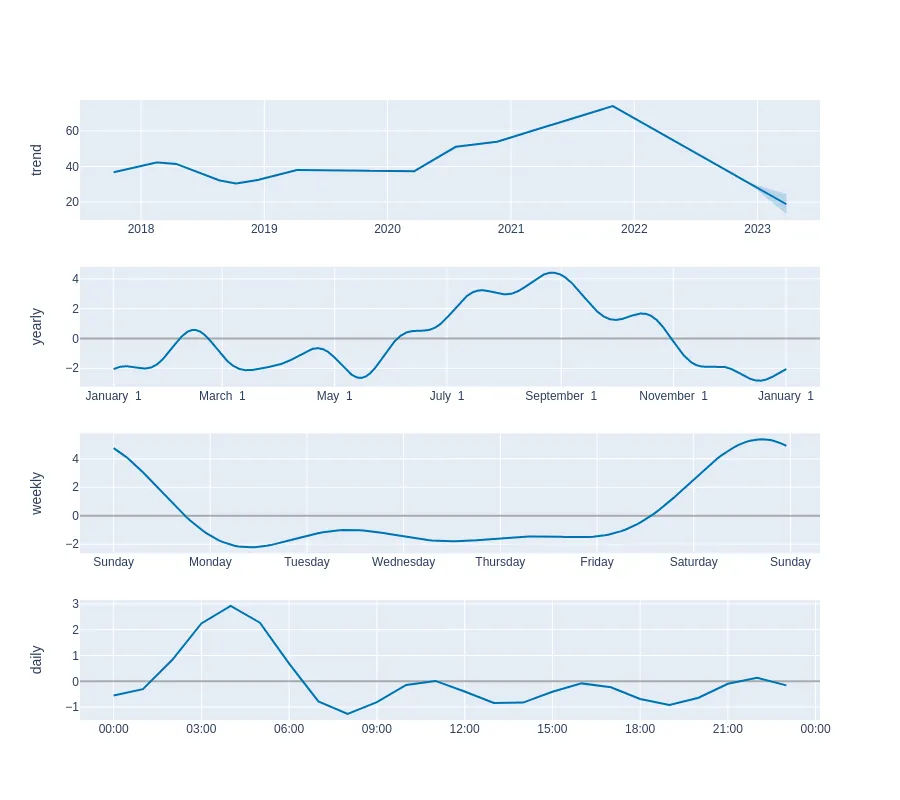 trend
60
40
20
2018 2019 2020 2021 2022 2023
yearly
4
2
0
−2
January 1 March 1 May 1 July 1 September 1 November 1 January 1
weekly
4
2
0
−2
Sunday Monday Tuesday Wednesday Thursday Friday Saturday Sunday
daily
3
2
1
0
−1
00:00 03:00 06:00 09:00 12:00 15:00 18:00 21:00 00:00